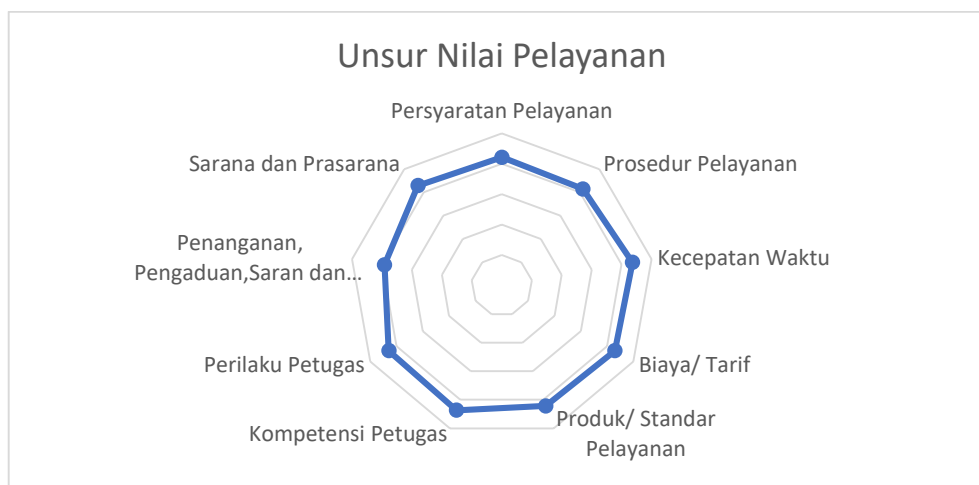 Unsur Nilai Pelayanan
Persyaratan Pelayanan
Prosedur Pelayanan
Kecepatan Waktu
Biaya/ Tarif
Produk/ Standar
Pelayanan
Kompetensi Petugas
Perilaku Petugas
Penanganan,
Pengaduan,Saran dan...
Sarana dan Prasarana